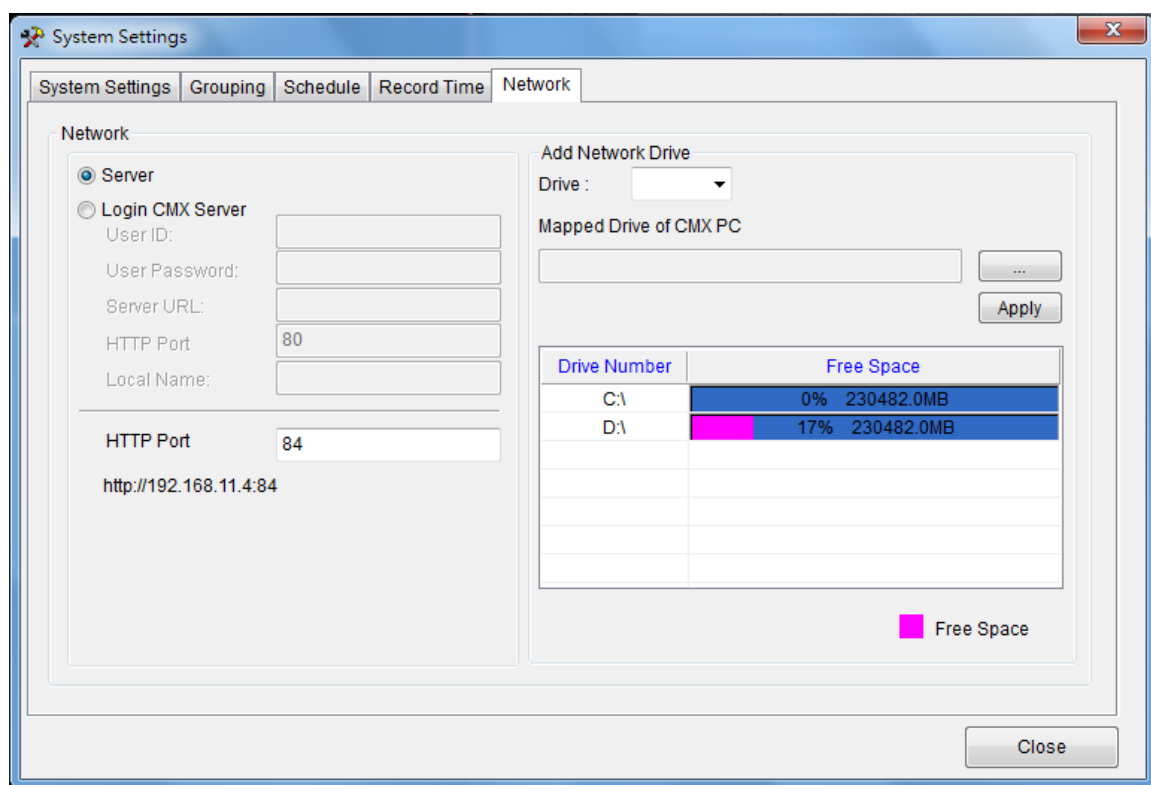 System Settings
System Settings Grouping Schedule Record Time Network
Network
Server
Login CMX Server
User ID:
User Password:
Server URL:
HTTP Port 80
Local Name:
HTTP Port 84
http://192.168.11.4:84
Add Network Drive
Drive :
Mapped Drive of CMX PC
...
Apply
Drive Number Free Space
C:\ 0% 230482.0MB
D:\ 17% 230482.0MB
Free Space
Close